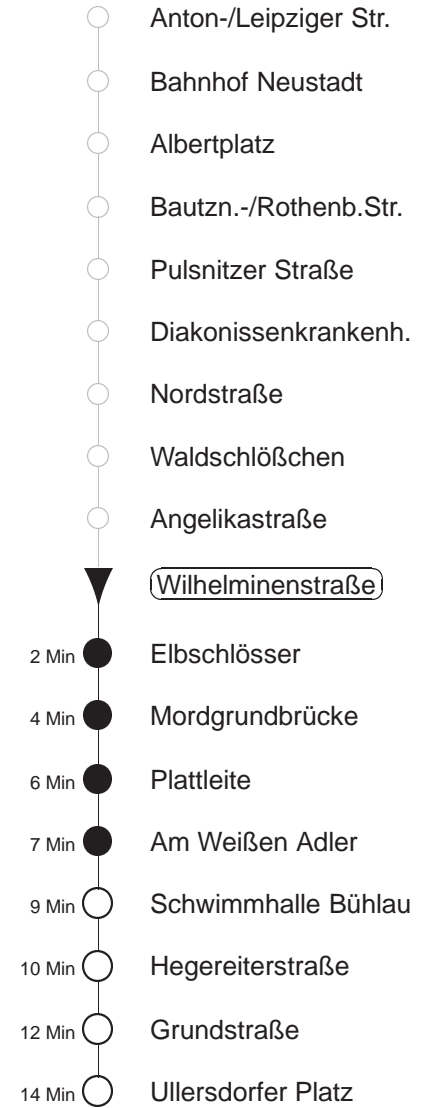 Anton-/Leipziger Str.
Bahnhof Neustadt
Albertplatz
Bautzn.-/Rothenb.Str.
Pulsnitzer Straße
Diakonissenkrankenh.
Nordstraße
Waldschlößchen
Angelikastraße
Wilhelminenstraße
2 Min Elbschlösser
4 Min Mordgrundbrücke
6 Min Plattleite
7 Min Am Weißen Adler
9 Min Schwimmhalle Bühlau
10 Min Hegereiterstraße
12 Min Grundstraße
14 Min Ullersdorfer Platz